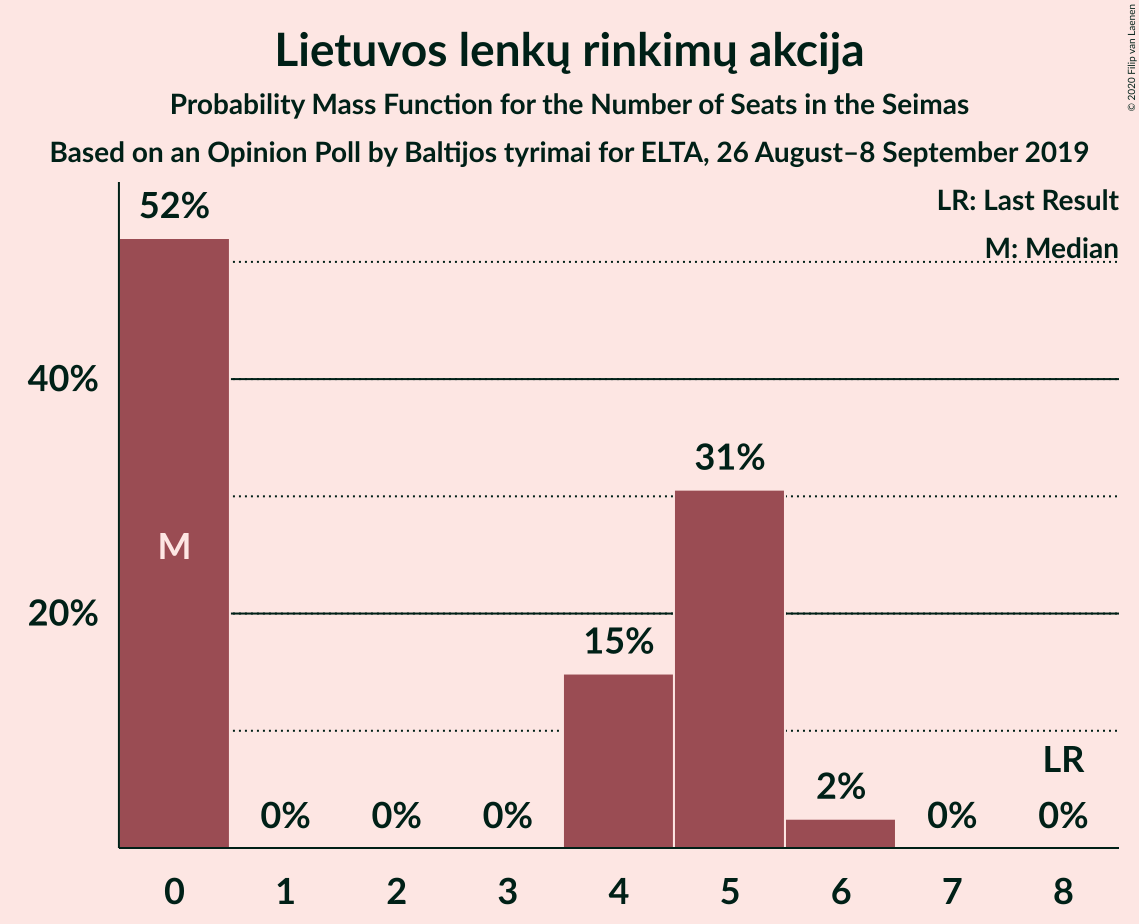 Lietuvos lenkų rinkimų akcija
Probability Mass Function for the Number of Seats in the Seimas
Based on an Opinion Poll by Baltijos tyrimai for ELTA, 26 August–8 September 2019
© 2020 Filip van Laenen
LR: Last Result
M: Median
52%
40%
31%
M
20%
15%
LR
2%
0% 0% 0% 0% 0%
0 1 2 3 4 5 6 7 8